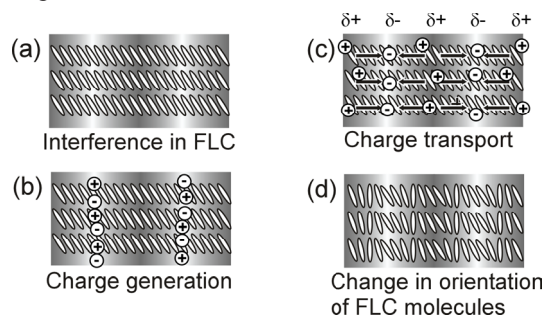 (a)
Interference in FLC
(b)
Charge generation
δ+ δ- δ+ δ- δ+
(c)
Charge transport
(d)
Change in orientation
of FLC molecules